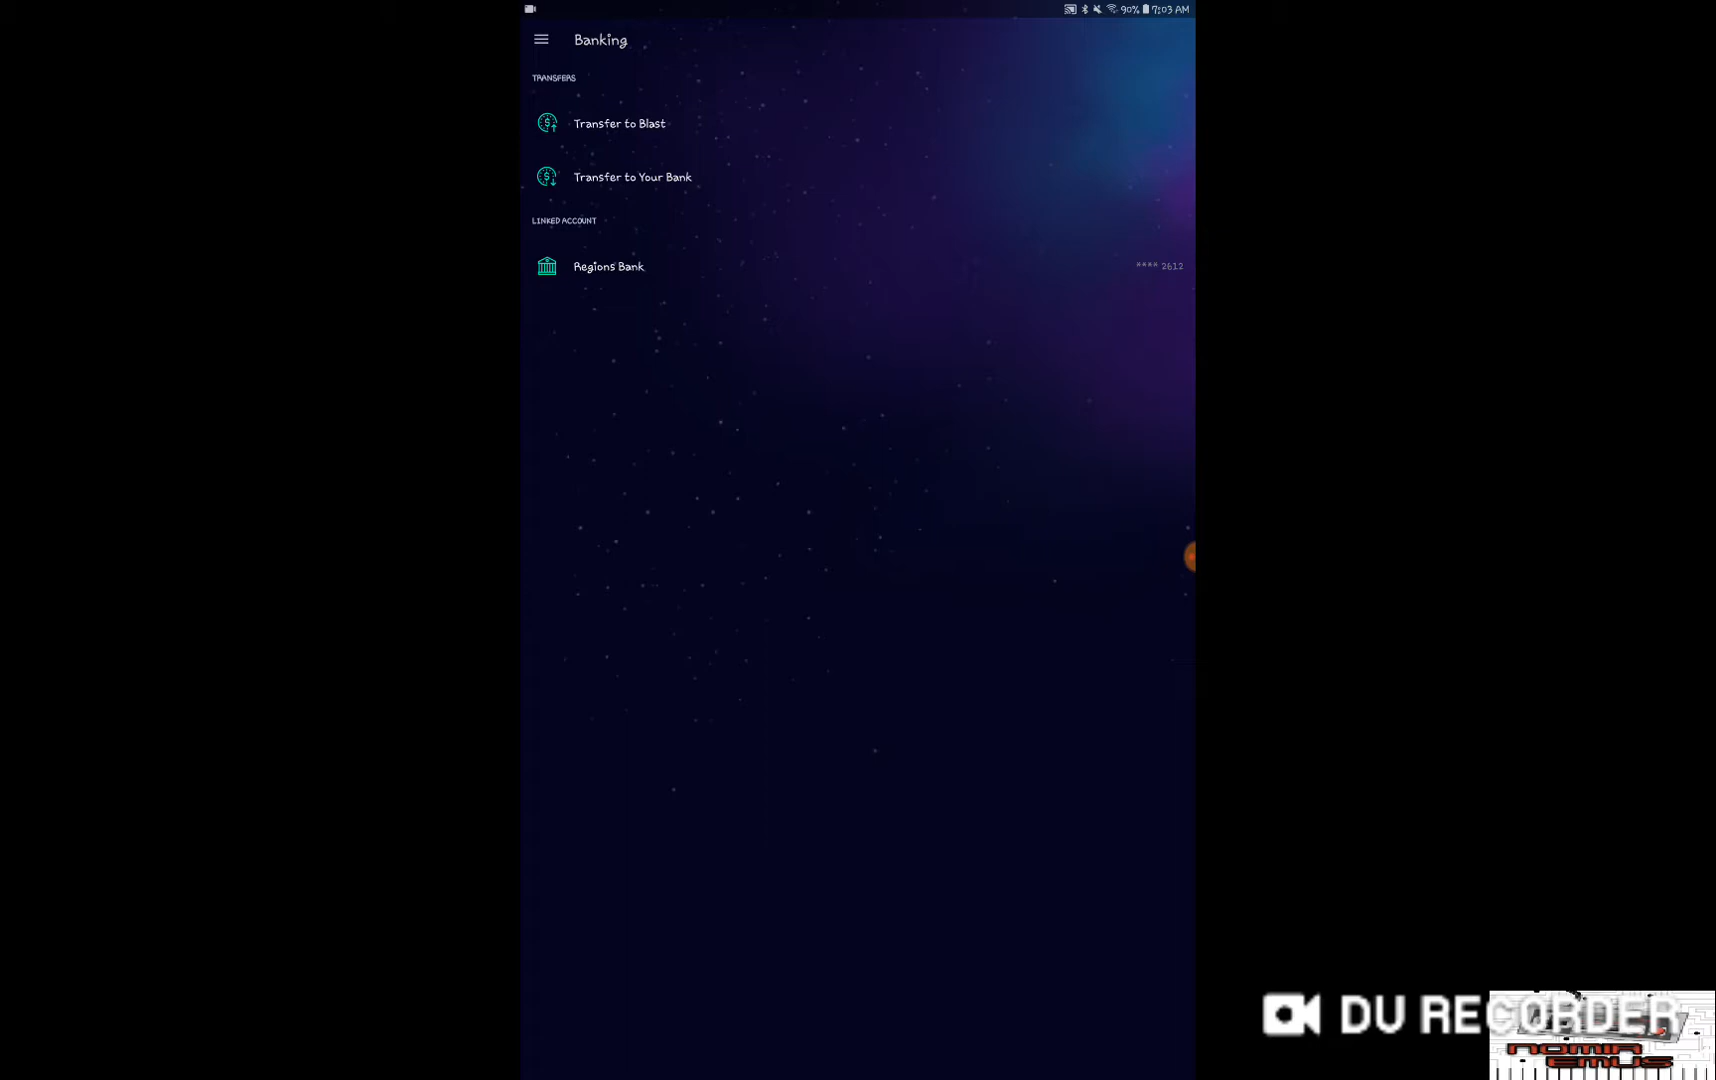 90% 7:03 AM
Banking
TRANSFERS
Transfer to Blast
Transfer to Your Bank
LINKED ACCOUNT
Regions Bank
**** 2612
DU RECORDER